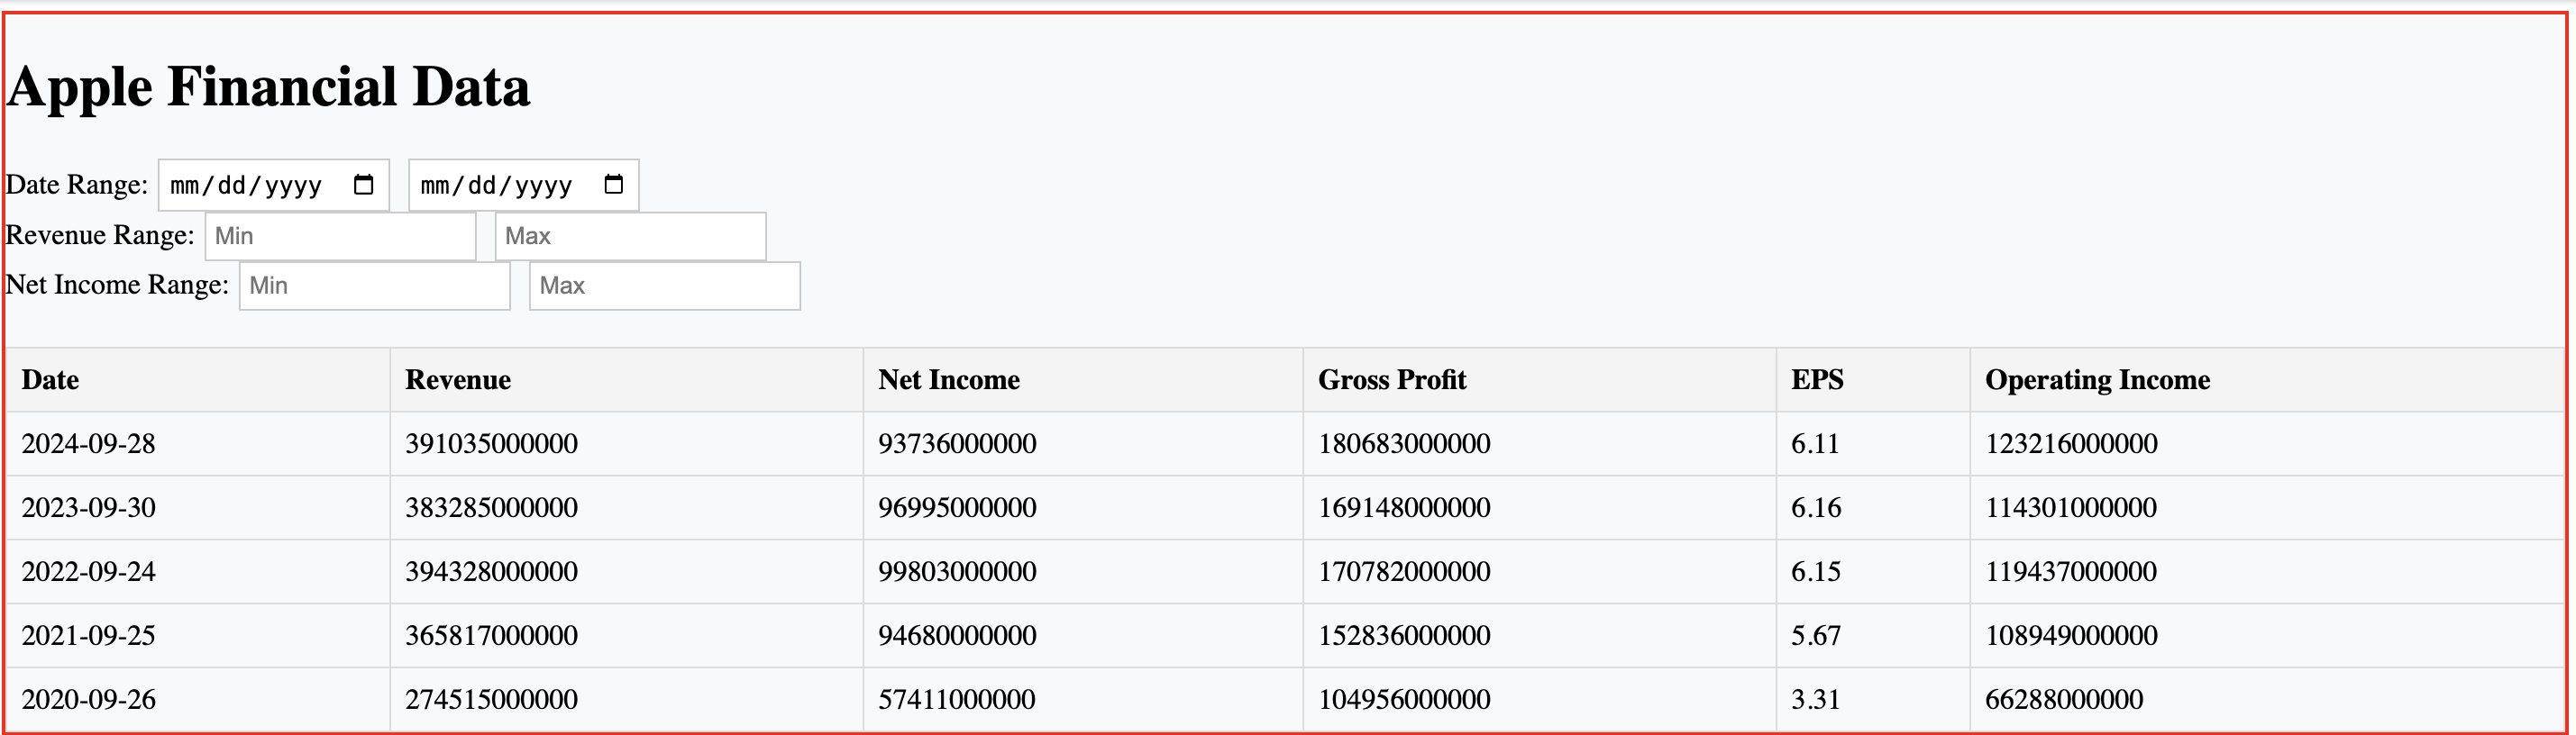 Apple Financial Data
Date Range: mm/dd/yyyy mm/dd/yyyy
Revenue Range: Min Max
Net Income Range: Min Max
Date Revenue Net Income Gross Profit EPS Operating Income
2024-09-28 391035000000 93736000000 180683000000 6.11 123216000000
2023-09-30 383285000000 96995000000 169148000000 6.16 114301000000
2022-09-24 394328000000 99803000000 170782000000 6.15 119437000000
2021-09-25 365817000000 94680000000 152836000000 5.67 108949000000
2020-09-26 274515000000 57411000000 104956000000 3.31 66288000000